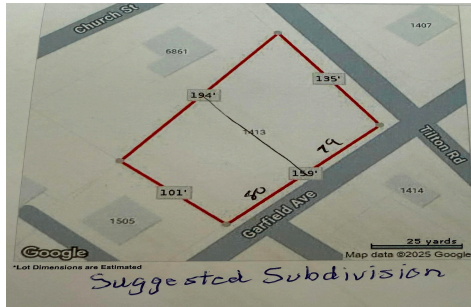 Church St
1407
6861
135'
194'
1413
Tilton Rd
79
159'
101'
80
1414
1505
Garfield Ave
25 yards
Google
Map data ©2025 Google
*Lot Dimensions are Estimated
Suggested Subdivision